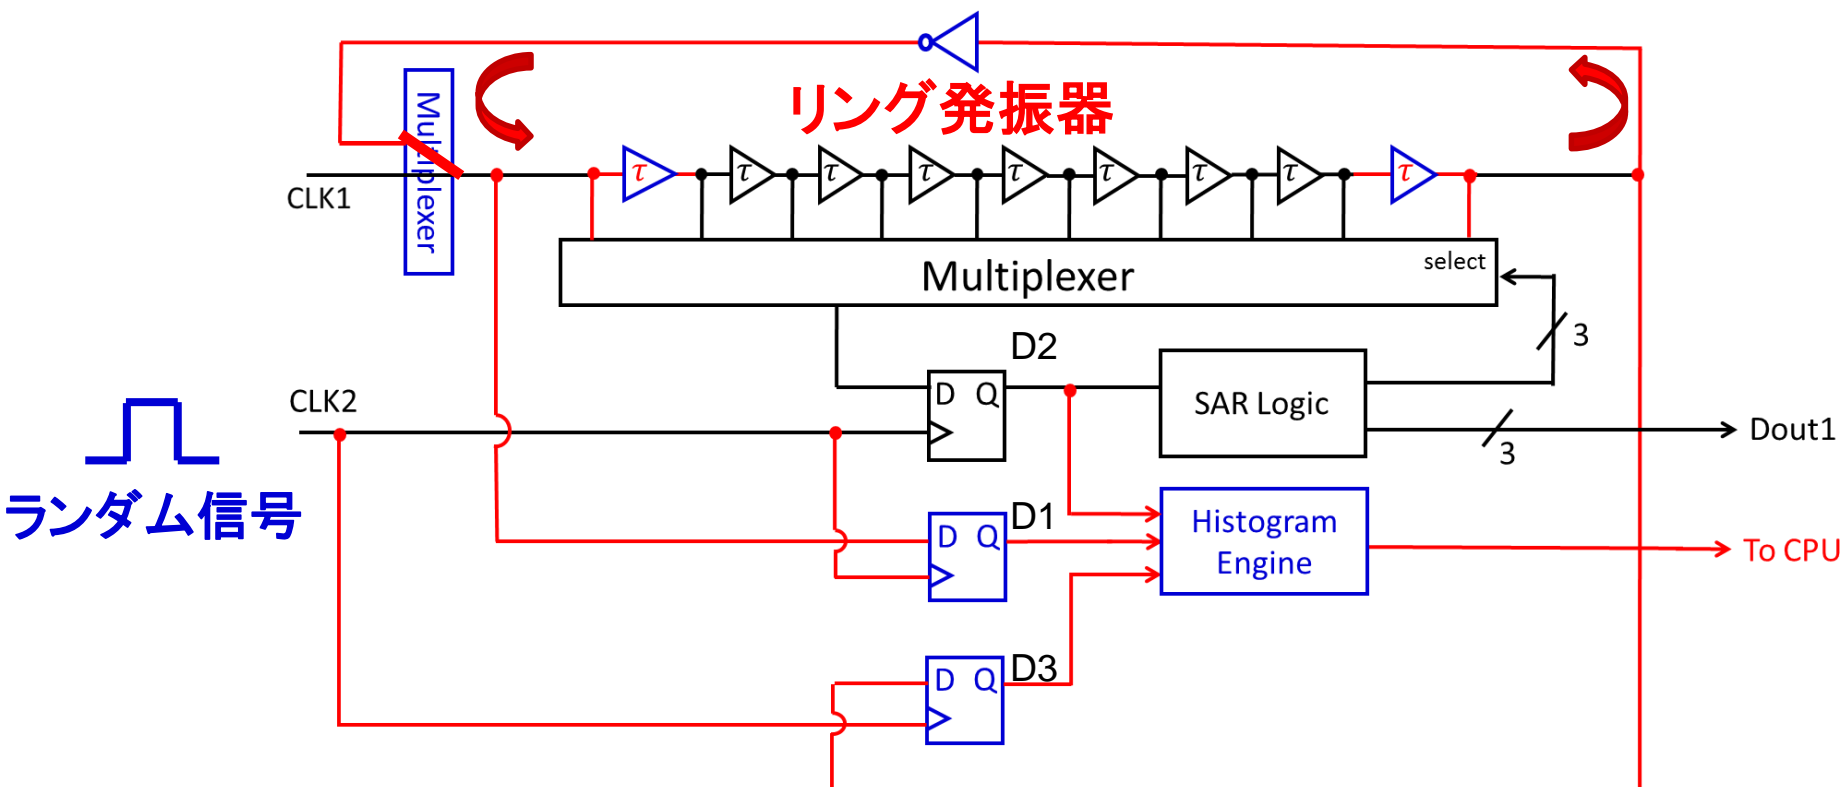 リング発振器
Multiplexer
CLK1
τ τ τ τ τ τ τ τ τ
select
Multiplexer
3
D2
CLK2
D Q
SAR Logic
Dout1
3
ランダム信号
D1
D Q
Histogram
Engine
To CPU
D3
D Q